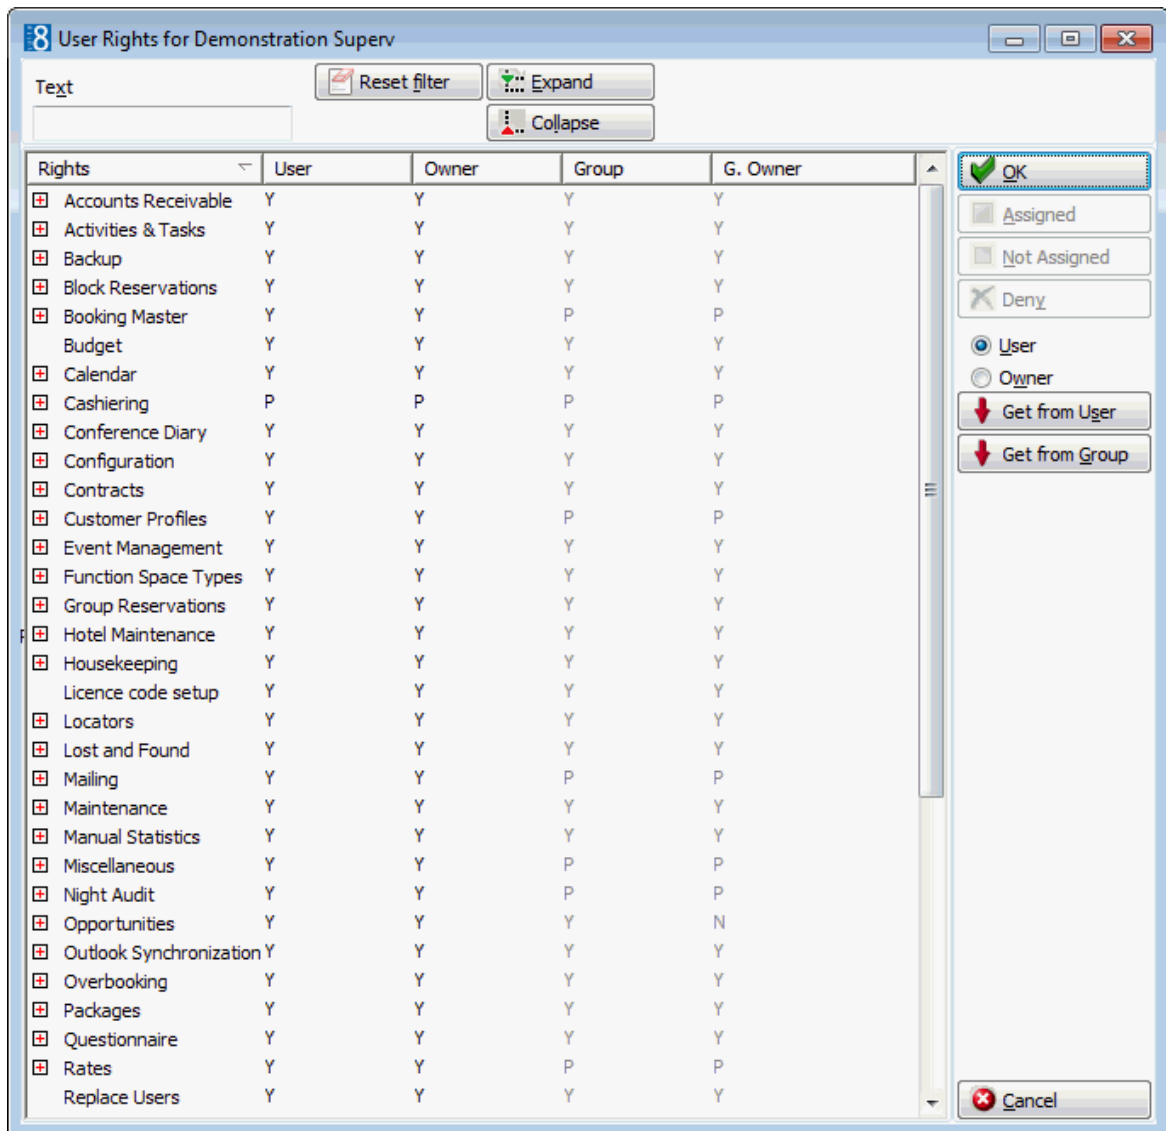 8 User Rights for Demonstration Superv
Text
Reset filter
Expand
Collapse
Rights User Owner Group G. Owner
Accounts Receivable Y Y Y Y
Activities & Tasks Y Y Y Y
Backup Y Y Y Y
Block Reservations Y Y Y Y
Booking Master Y Y P P
Budget Y Y Y Y
Calendar Y Y Y Y
Cashiering P P P P
Conference Diary Y Y Y Y
Configuration Y Y Y Y
Contracts Y Y Y Y
Customer Profiles Y Y P P
Event Management Y Y Y Y
Function Space Types Y Y Y Y
Group Reservations Y Y Y Y
Hotel Maintenance Y Y Y Y
Housekeeping Y Y Y Y
Licence code setup Y Y Y Y
Locators Y Y Y Y
Lost and Found Y Y Y Y
Mailing Y Y P P
Maintenance Y Y Y Y
Manual Statistics Y Y Y Y
Miscellaneous Y Y P P
Night Audit Y Y P P
Opportunities Y Y Y N
Outlook Synchronization Y Y Y Y
Overbooking Y Y Y Y
Packages Y Y Y Y
Questionnaire Y Y Y Y
Rates Y Y P P
Replace Users Y Y Y Y
OK
Assigned
Not Assigned
Deny
User
Owner
Get from User
Get from Group
Cancel